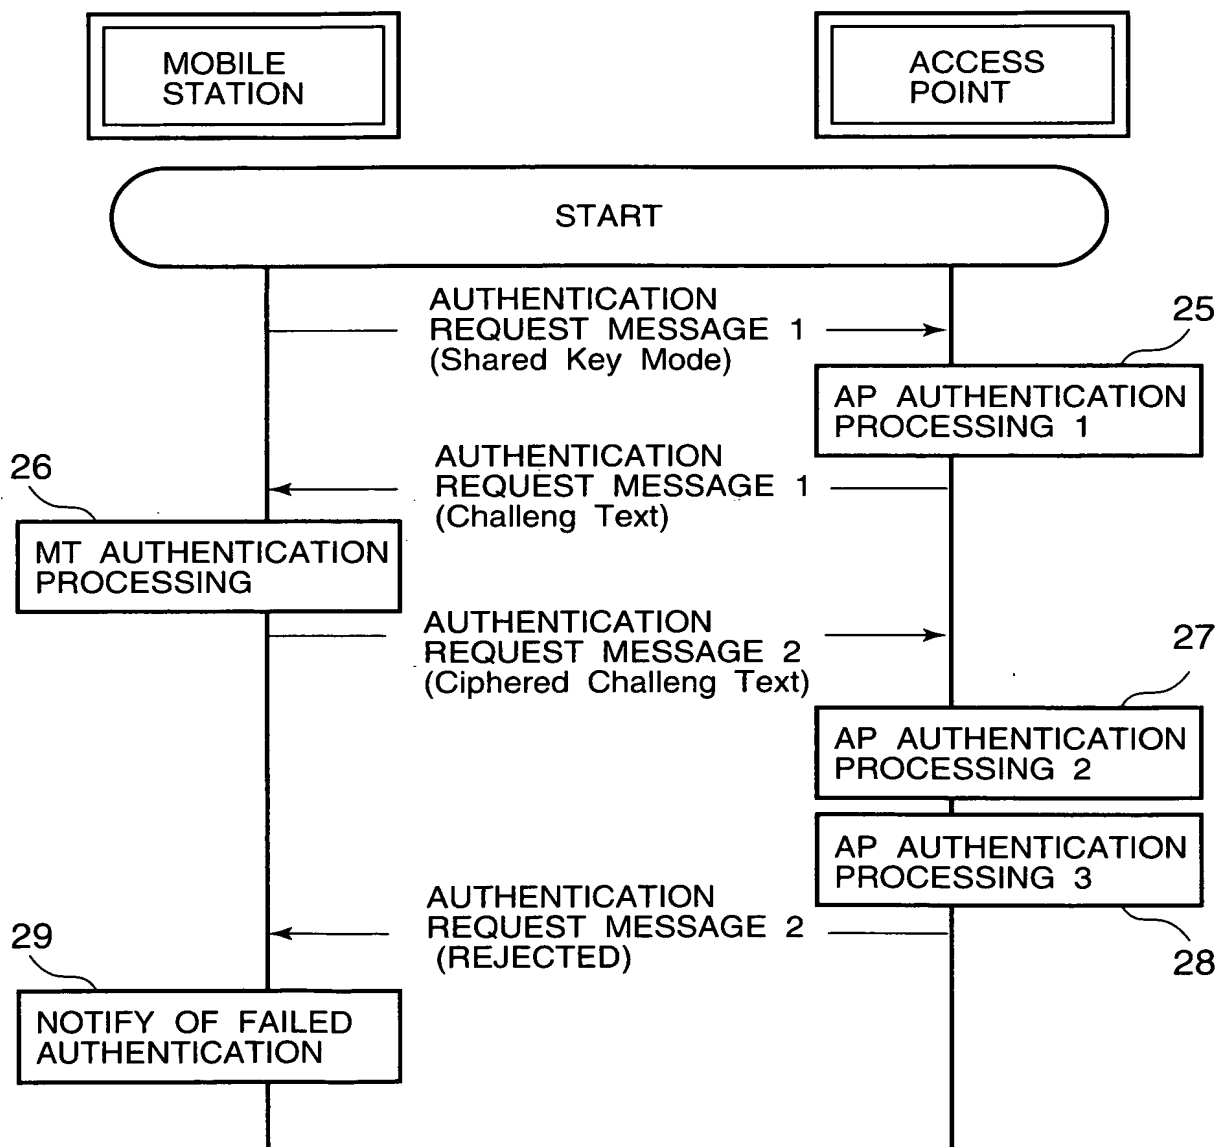 MOBILE
STATION
ACCESS
POINT
START
AUTHENTICATION
REQUEST MESSAGE 1
(Shared Key Mode)
25
AP AUTHENTICATION
PROCESSING 1
AUTHENTICATION
REQUEST MESSAGE 1
(Challeng Text)
26
MT AUTHENTICATION
PROCESSING
AUTHENTICATION
REQUEST MESSAGE 2
(Ciphered Challeng Text)
27
AP AUTHENTICATION
PROCESSING 2
AP AUTHENTICATION
PROCESSING 3
28
AUTHENTICATION
REQUEST MESSAGE 2
(REJECTED)
29
NOTIFY OF FAILED
AUTHENTICATION